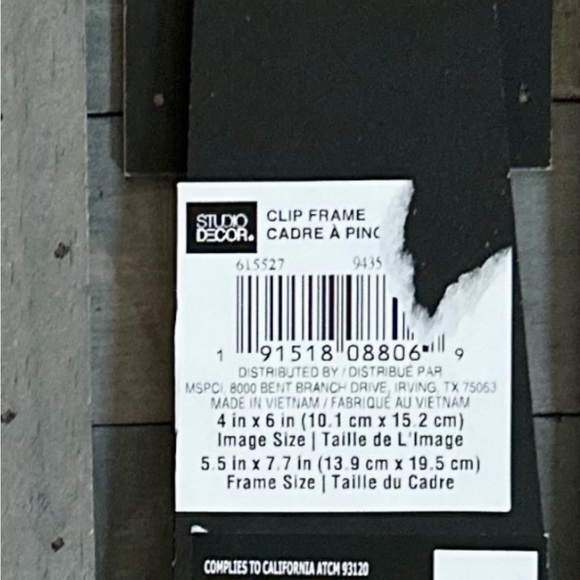 STUDIO
DECOR®
CLIP FRAME
CADRE À PINC
615527 9435
1 91518 08806 9
DISTRIBUTED BY / DISTRIBUÉ PAR
MSPCI, 8000 BENT BRANCH DRIVE, IRVING, TX 75063
MADE IN VIETNAM / FABRIQUÉ AU VIETNAM
4 in x 6 in (10.1 cm x 15.2 cm)
Image Size | Taille de L'Image
5.5 in x 7.7 in (13.9 cm x 19.5 cm)
Frame Size | Taille du Cadre
COMPLIES TO CALIFORNIA ATCM 93120